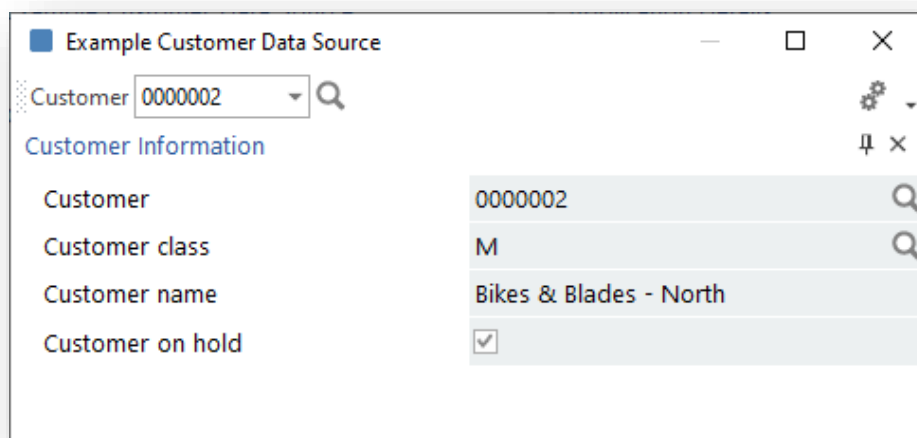 Example Customer Data Source
Customer 0000002
Customer Information
Customer 0000002
Customer class M
Customer name Bikes & Blades - North
Customer on hold